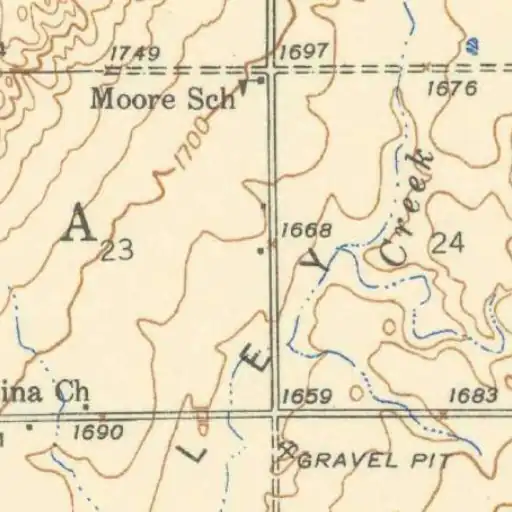 1749
1697
Moore Sch
1676
1700
Creek
A
23
1668
24
Y
E
L
ina Ch
1659
1683
1690
GRAVEL PIT